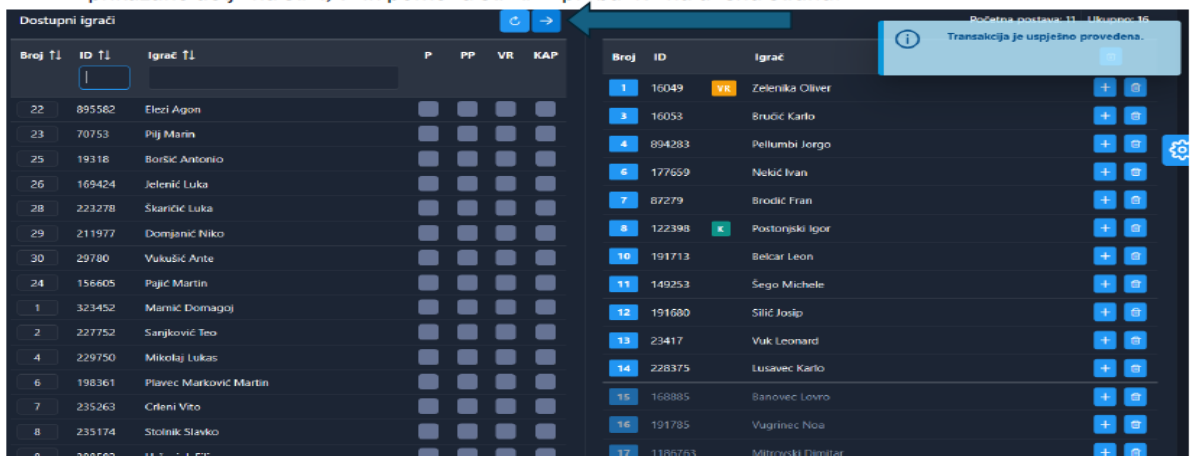 Dostupni igrači
Početna postava: 11 Ukupno: 16
Transakcija je uspješno provedena.
Broj ID Igrač P PP VR KAP
22 895582 Elezi Agon
23 70753 Pilj Marin
25 19318 Boršić Antonio
26 169424 Jelenić Luka
28 223278 Škaričić Luka
29 211977 Domjanić Niko
30 29780 Vukušić Ante
24 156605 Pajić Martin
1 323452 Mamić Domagoj
2 227752 Sanjković Teo
4 229750 Mikolaj Lukas
6 198361 Plavec Marković Martin
7 235263 Crleni Vito
8 235174 Stolnik Slavko
Broj ID Igrač
1 16049 VR Zelenika Oliver
3 16053 Bručić Karlo
4 894283 Pellumbi Jorgo
6 177659 Nekić Ivan
7 87279 Brodić Fran
8 122398 K Postonjski Igor
10 191713 Belcar Leon
11 149253 Šego Michele
12 191680 Silić Josip
13 23417 Vuk Leonard
14 228375 Lusavec Karlo
15 168885 Banovec Lovro
16 191785 Vugrinec Noa
17 1186763 Mitrovski Dimitar